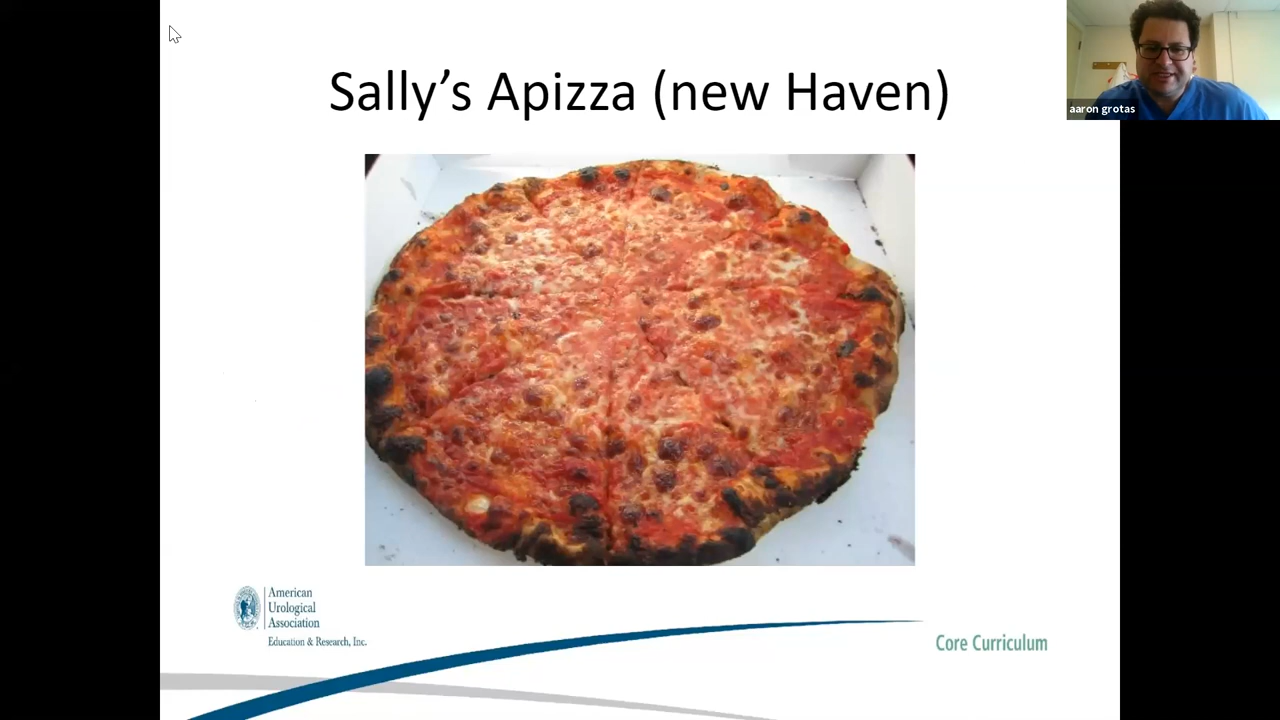 Sally’s Apizza (new Haven)
aaron grotas
American
Urological
Association
Education & Research, Inc.
Core Curriculum